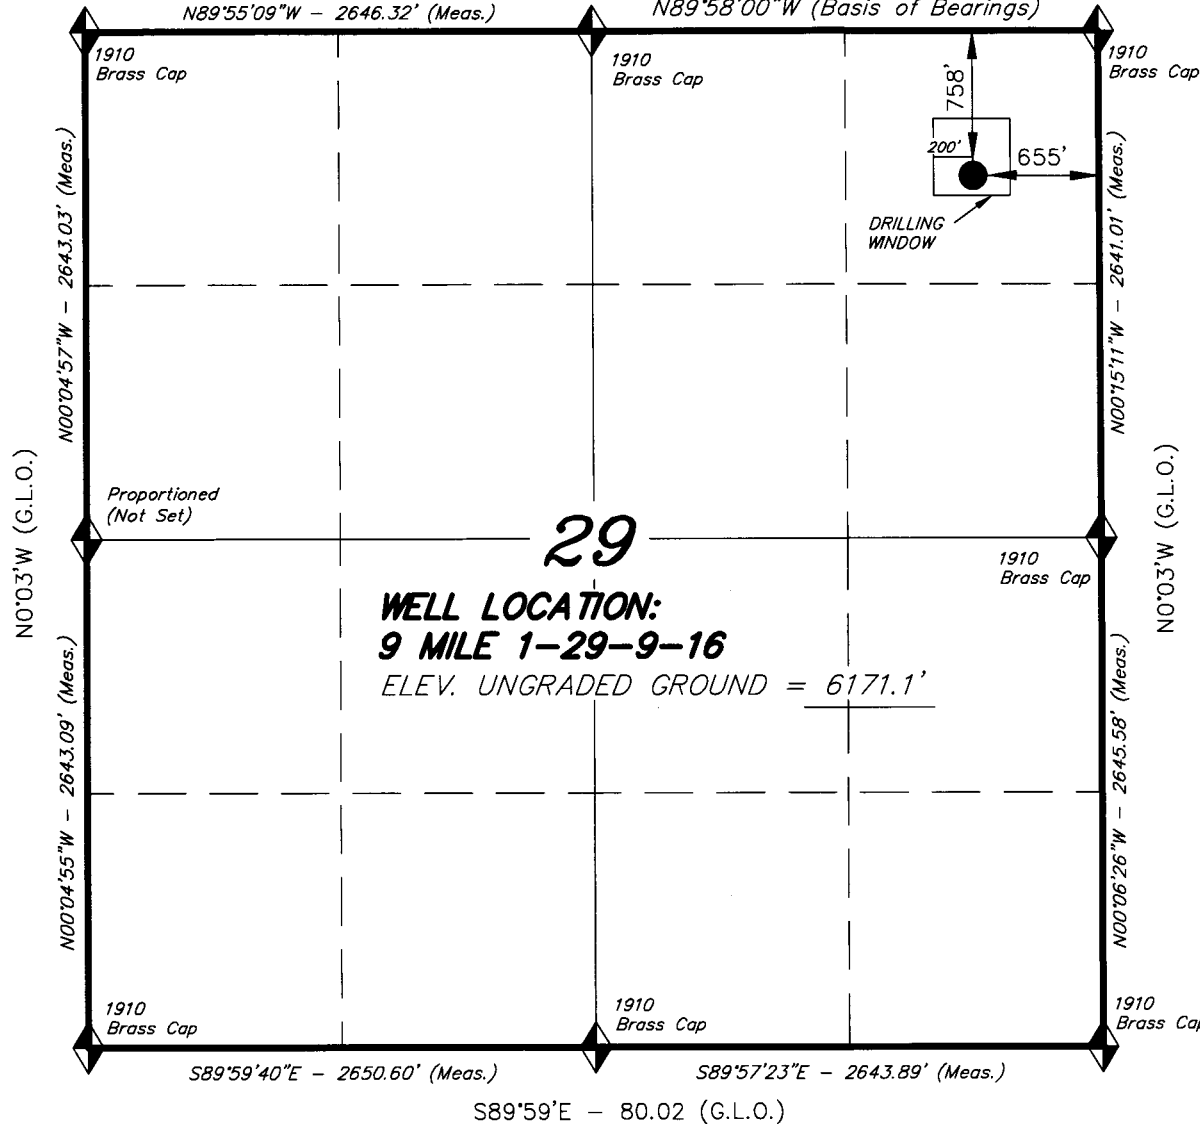 N89°55'09"W - 2646.32' (Meas.)
N89°58'00"W (Basis of Bearings)
1910
Brass Cap
1910
Brass Cap
1910
Brass Cap
758'
200'
655'
DRILLING
WINDOW
N00°04'57"W - 2643.03' (Meas.)
N00°15'11"W - 2641.01' (Meas.)
N0°03'W (G.L.O.)
N0°03'W (G.L.O.)
Proportioned
(Not Set)
29
1910
Brass Cap
WELL LOCATION:
9 MILE 1-29-9-16
ELEV. UNGRADED GROUND = 6171.1'
N00°04'55"W - 2643.09' (Meas.)
N00°06'26"W - 2645.58' (Meas.)
1910
Brass Cap
1910
Brass Cap
1910
Brass Cap
S89°59'40"E - 2650.60' (Meas.)
S89°57'23"E - 2643.89' (Meas.)
S89°59'E - 80.02 (G.L.O.)